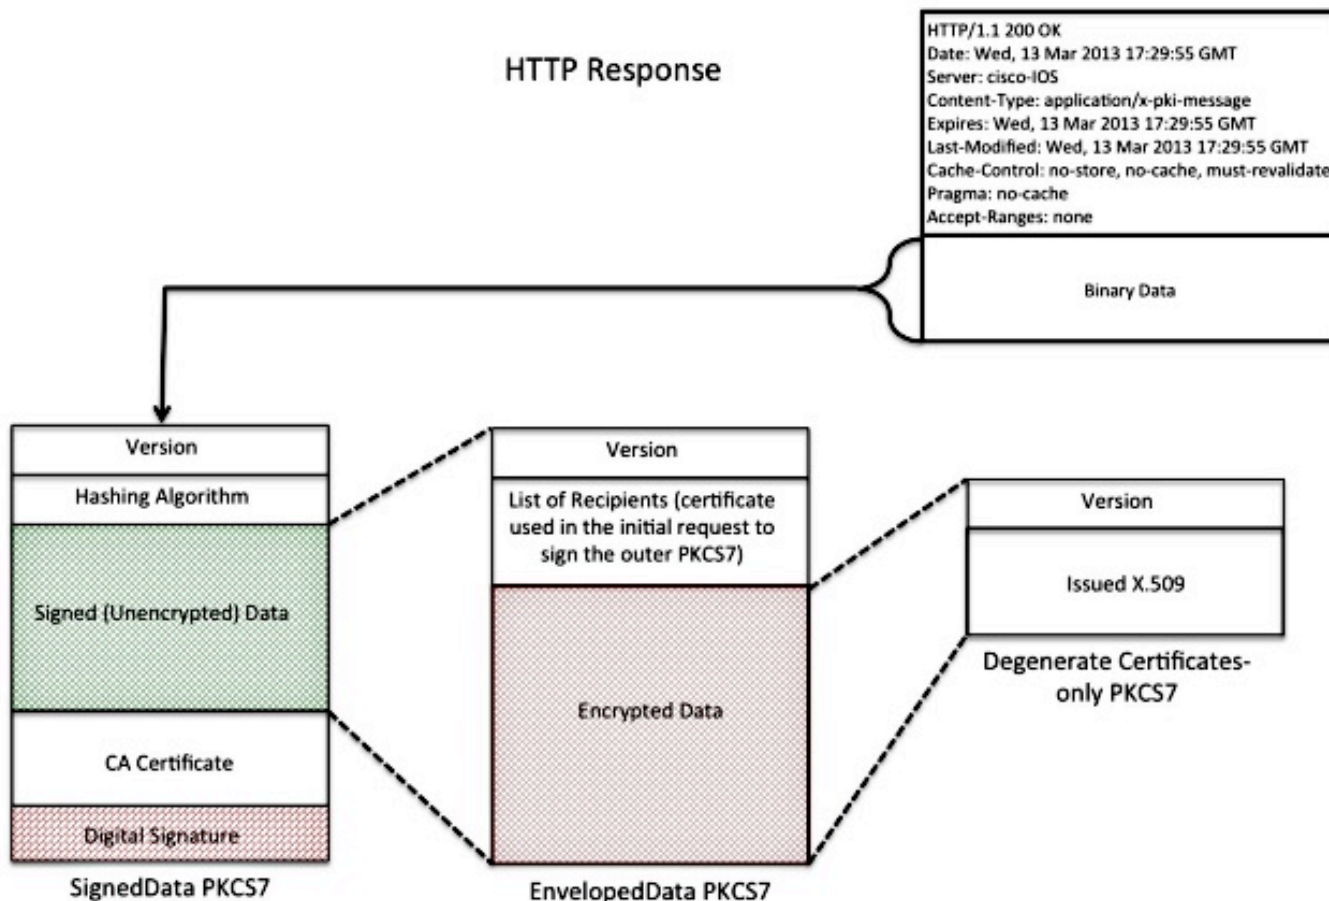 HTTP Response
HTTP/1.1 200 OK
Date: Wed, 13 Mar 2013 17:29:55 GMT
Server: cisco-IOS
Content-Type: application/x-pki-message
Expires: Wed, 13 Mar 2013 17:29:55 GMT
Last-Modified: Wed, 13 Mar 2013 17:29:55 GMT
Cache-Control: no-store, no-cache, must-revalidate
Pragma: no-cache
Accept-Ranges: none
Binary Data
Version
Hashing Algorithm
Signed (Unencrypted) Data
CA Certificate
Digital Signature
SignedData PKCS7
Version
List of Recipients (certificate
used in the initial request to
sign the outer PKCS7)
Encrypted Data
EnvelopedData PKCS7
Version
Issued X.509
Degenerate Certificates-
only PKCS7